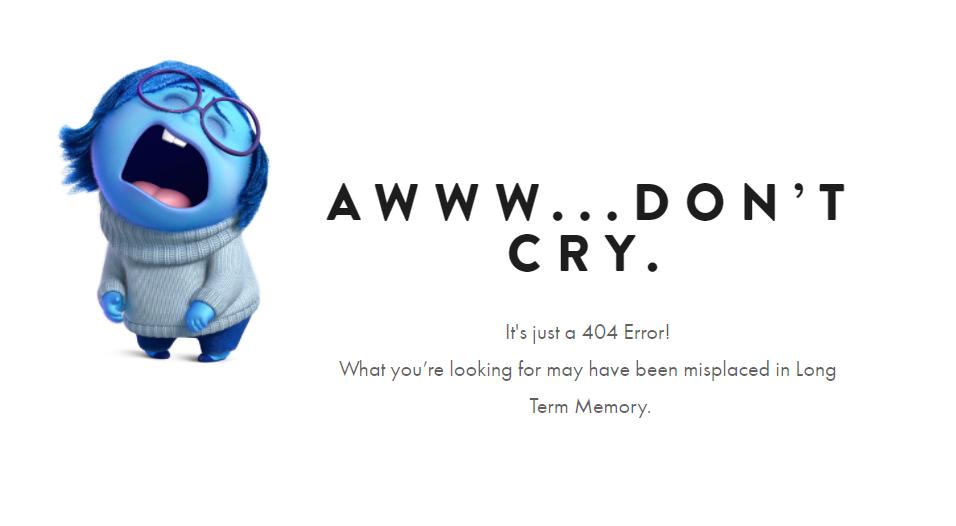 AWWW...DON’T
CRY.
It's just a 404 Error!
What you’re looking for may have been misplaced in Long
Term Memory.